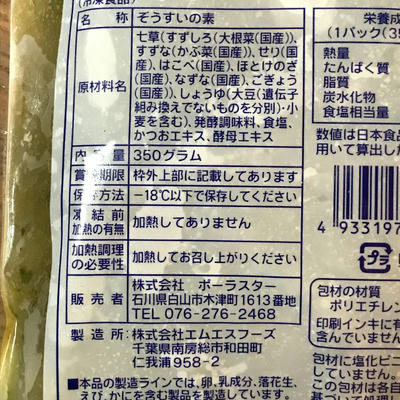 (冷凍食品)
名称 ぞうすいの素
原材料名 七草(すずしろ(大根菜(国産))、
すずな(かぶ菜(国産))、せり(国
産)、はこべ(国産)、ほとけのざ
(国産)、なずな(国産)、ごぎょう
(国産))、しょうゆ(大豆(遺伝子
組み換えでないものを分別)・小
麦を含む)、発酵調味料、食塩、
かつおエキス、酵母エキス
内容量 350グラム
賞味期限 枠外上部に記載してあります
保存方法 −18℃以下で保存してください
凍結前
加熱の有無 加熱してありません
加熱調理
の必要性 加熱してお召し上がりください
販売者 株式会社 ポーラスター
石川県白山市木津町1613番地
TEL 076-276-2468
製造所: 株式会社エムエスフーズ
千葉県南房総市和田町
仁我浦958-2
■本品の製造ラインでは、卵、乳成分、落花生、
えび、かにを含む製品を製造
栄養成
(1パック(35
熱量
たんぱく質
脂質
炭水化物
食塩相当量
数値は日本食品
用いて算出した
4 933197
包材の材質
ポリエチレン
印刷インキに有
含んでいません
包材に塩化ビニ
していません。
この包材は各自
基づいて処理し